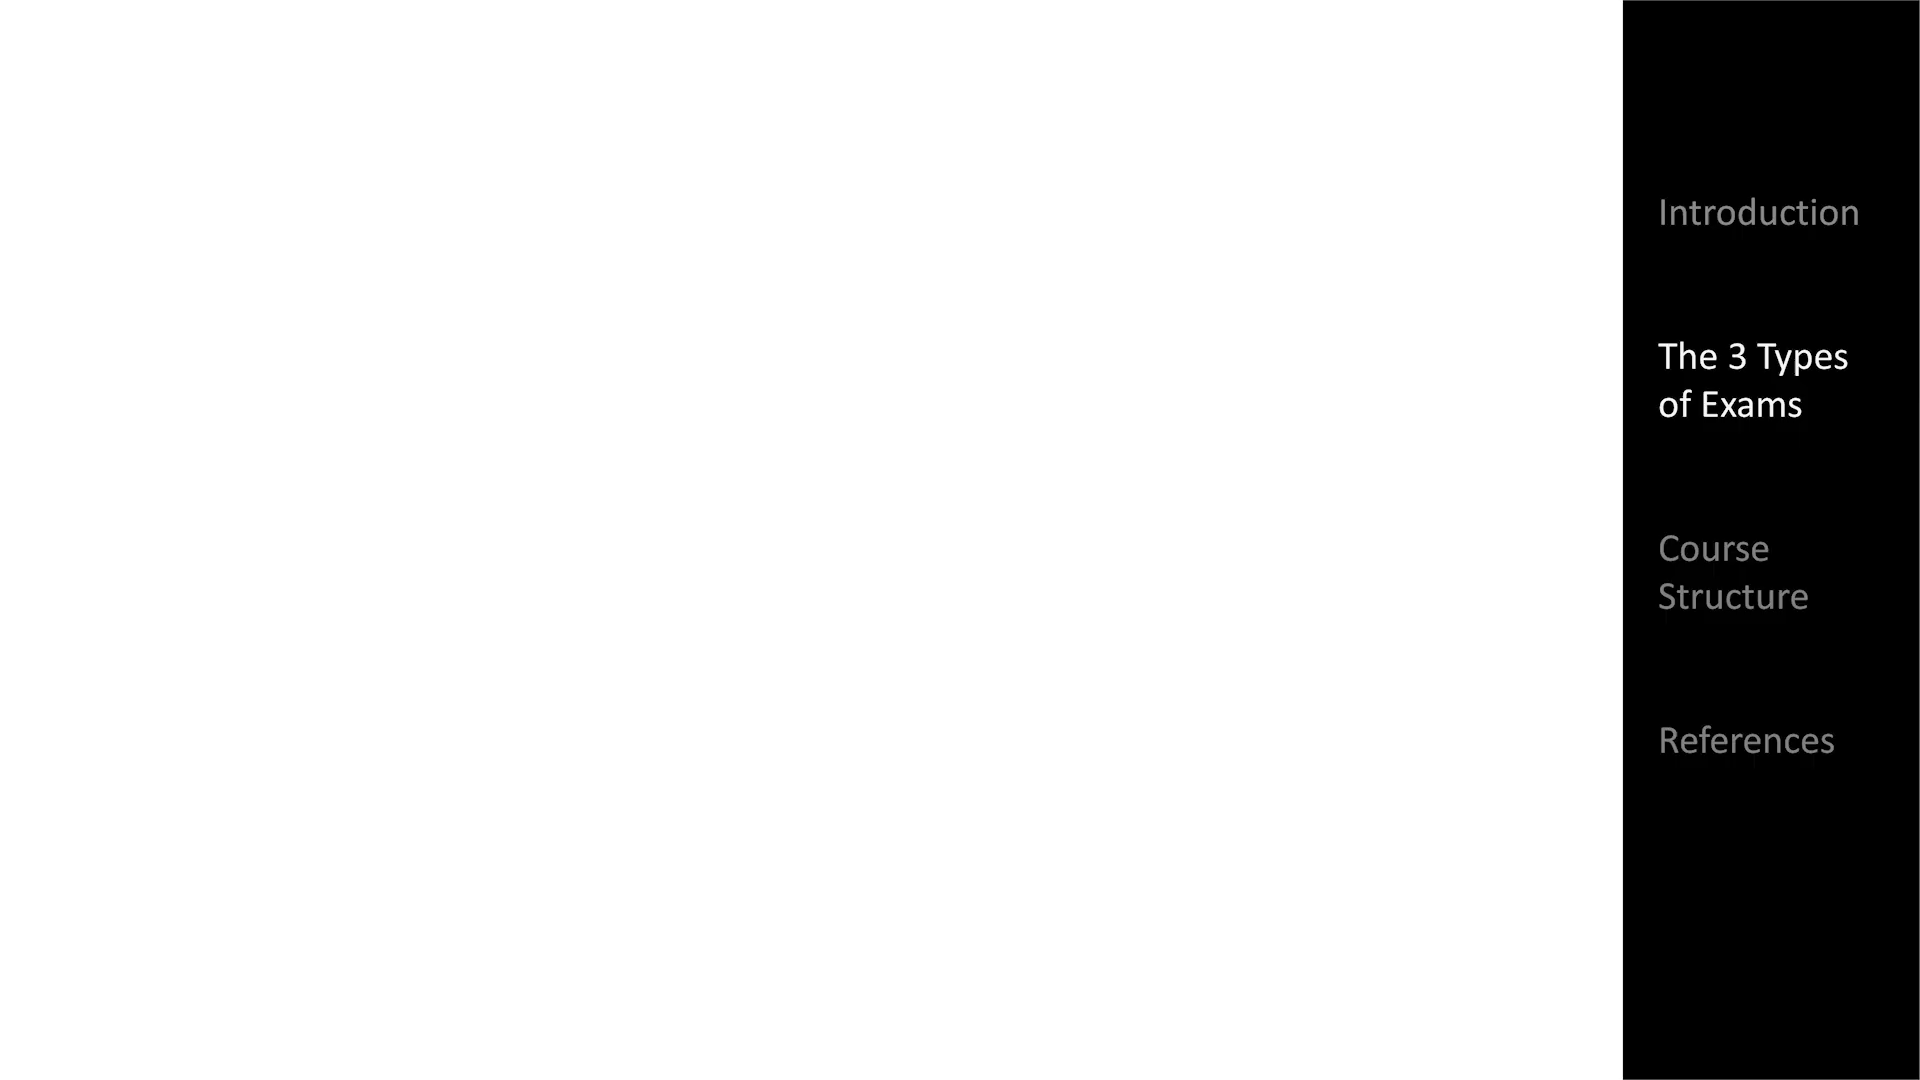 Introduction
The 3 Types
of Exams
Course
Structure
References